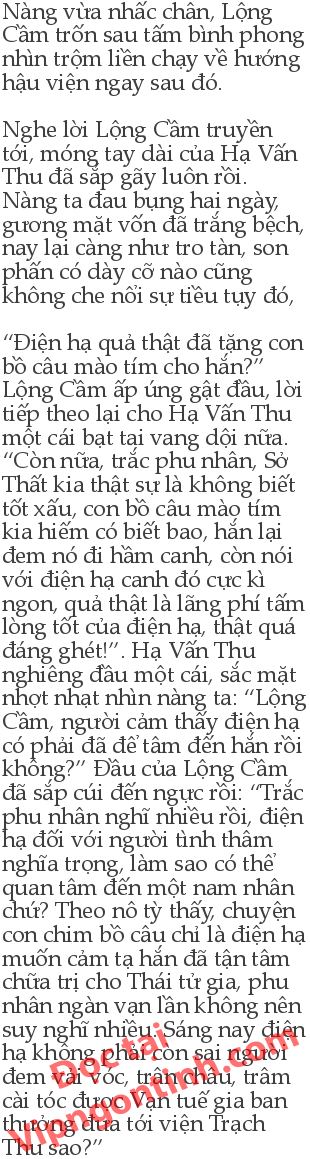 Nàng vừa nhấc chân, Lộng
Cầm trốn sau tấm bình phong
nhìn trộm liền chạy về hướng
hậu viện ngay sau đó.
Nghe lời Lộng Cầm truyền
tới, móng tay dài của Hạ Vấn
Thu đã sắp gãy luôn rồi.
Nàng ta đau bụng hai ngày,
gương mặt vốn đã trắng bệch,
nay lại càng như tro tàn, son
phấn có dày cỡ nào cũng
không che nổi sự tiều tụy đó,
“Điện hạ quả thật đã tặng con
bồ câu mào tím cho hắn?”
Lộng Cầm ấp úng gật đầu, lời
tiếp theo lại cho Hạ Vấn Thu
một cái bạt tai vang dội nữa.
“Còn nữa, trắc phu nhân, Sở
Thất kia thật sự là không biết
tốt xấu, con bồ câu mào tím
kia hiếm có biết bao, hắn lại
đem nó đi hầm canh, còn nói
với điện hạ canh đó cực kì
ngon, quả thật là lãng phí tấm
lòng tốt của điện hạ, thật quá
đáng ghét!”. Hạ Vấn Thu
nghiêng đầu một cái, sắc mặt
nhợt nhạt nhìn nàng ta: “Lộng
Cầm, ngươi cảm thấy điện hạ
có phải đã để tâm đến hắn rồi
không?” Đầu của Lộng Cầm
đã sắp cúi đến ngực rồi: “Trắc
phu nhân nghĩ nhiều rồi, điện
hạ đối với người tình thâm
nghĩa trọng, làm sao có thể
quan tâm đến một nam nhân
chứ? Theo nô tỳ thấy, chuyện
con chim bồ câu chỉ là điện hạ
muốn cảm tạ hắn đã tận tâm
chữa trị cho Thái tử gia, phu
nhân ngàn vạn lần không nên
suy nghĩ nhiều. Sáng nay điện
hạ không phải còn sai người
đem vải vóc, trân châu, trâm
cài tóc được Vạn tuế gia ban
thưởng đưa tới viện Trạch
Thu sao?”
Đọc tại
Vipngontinh.com